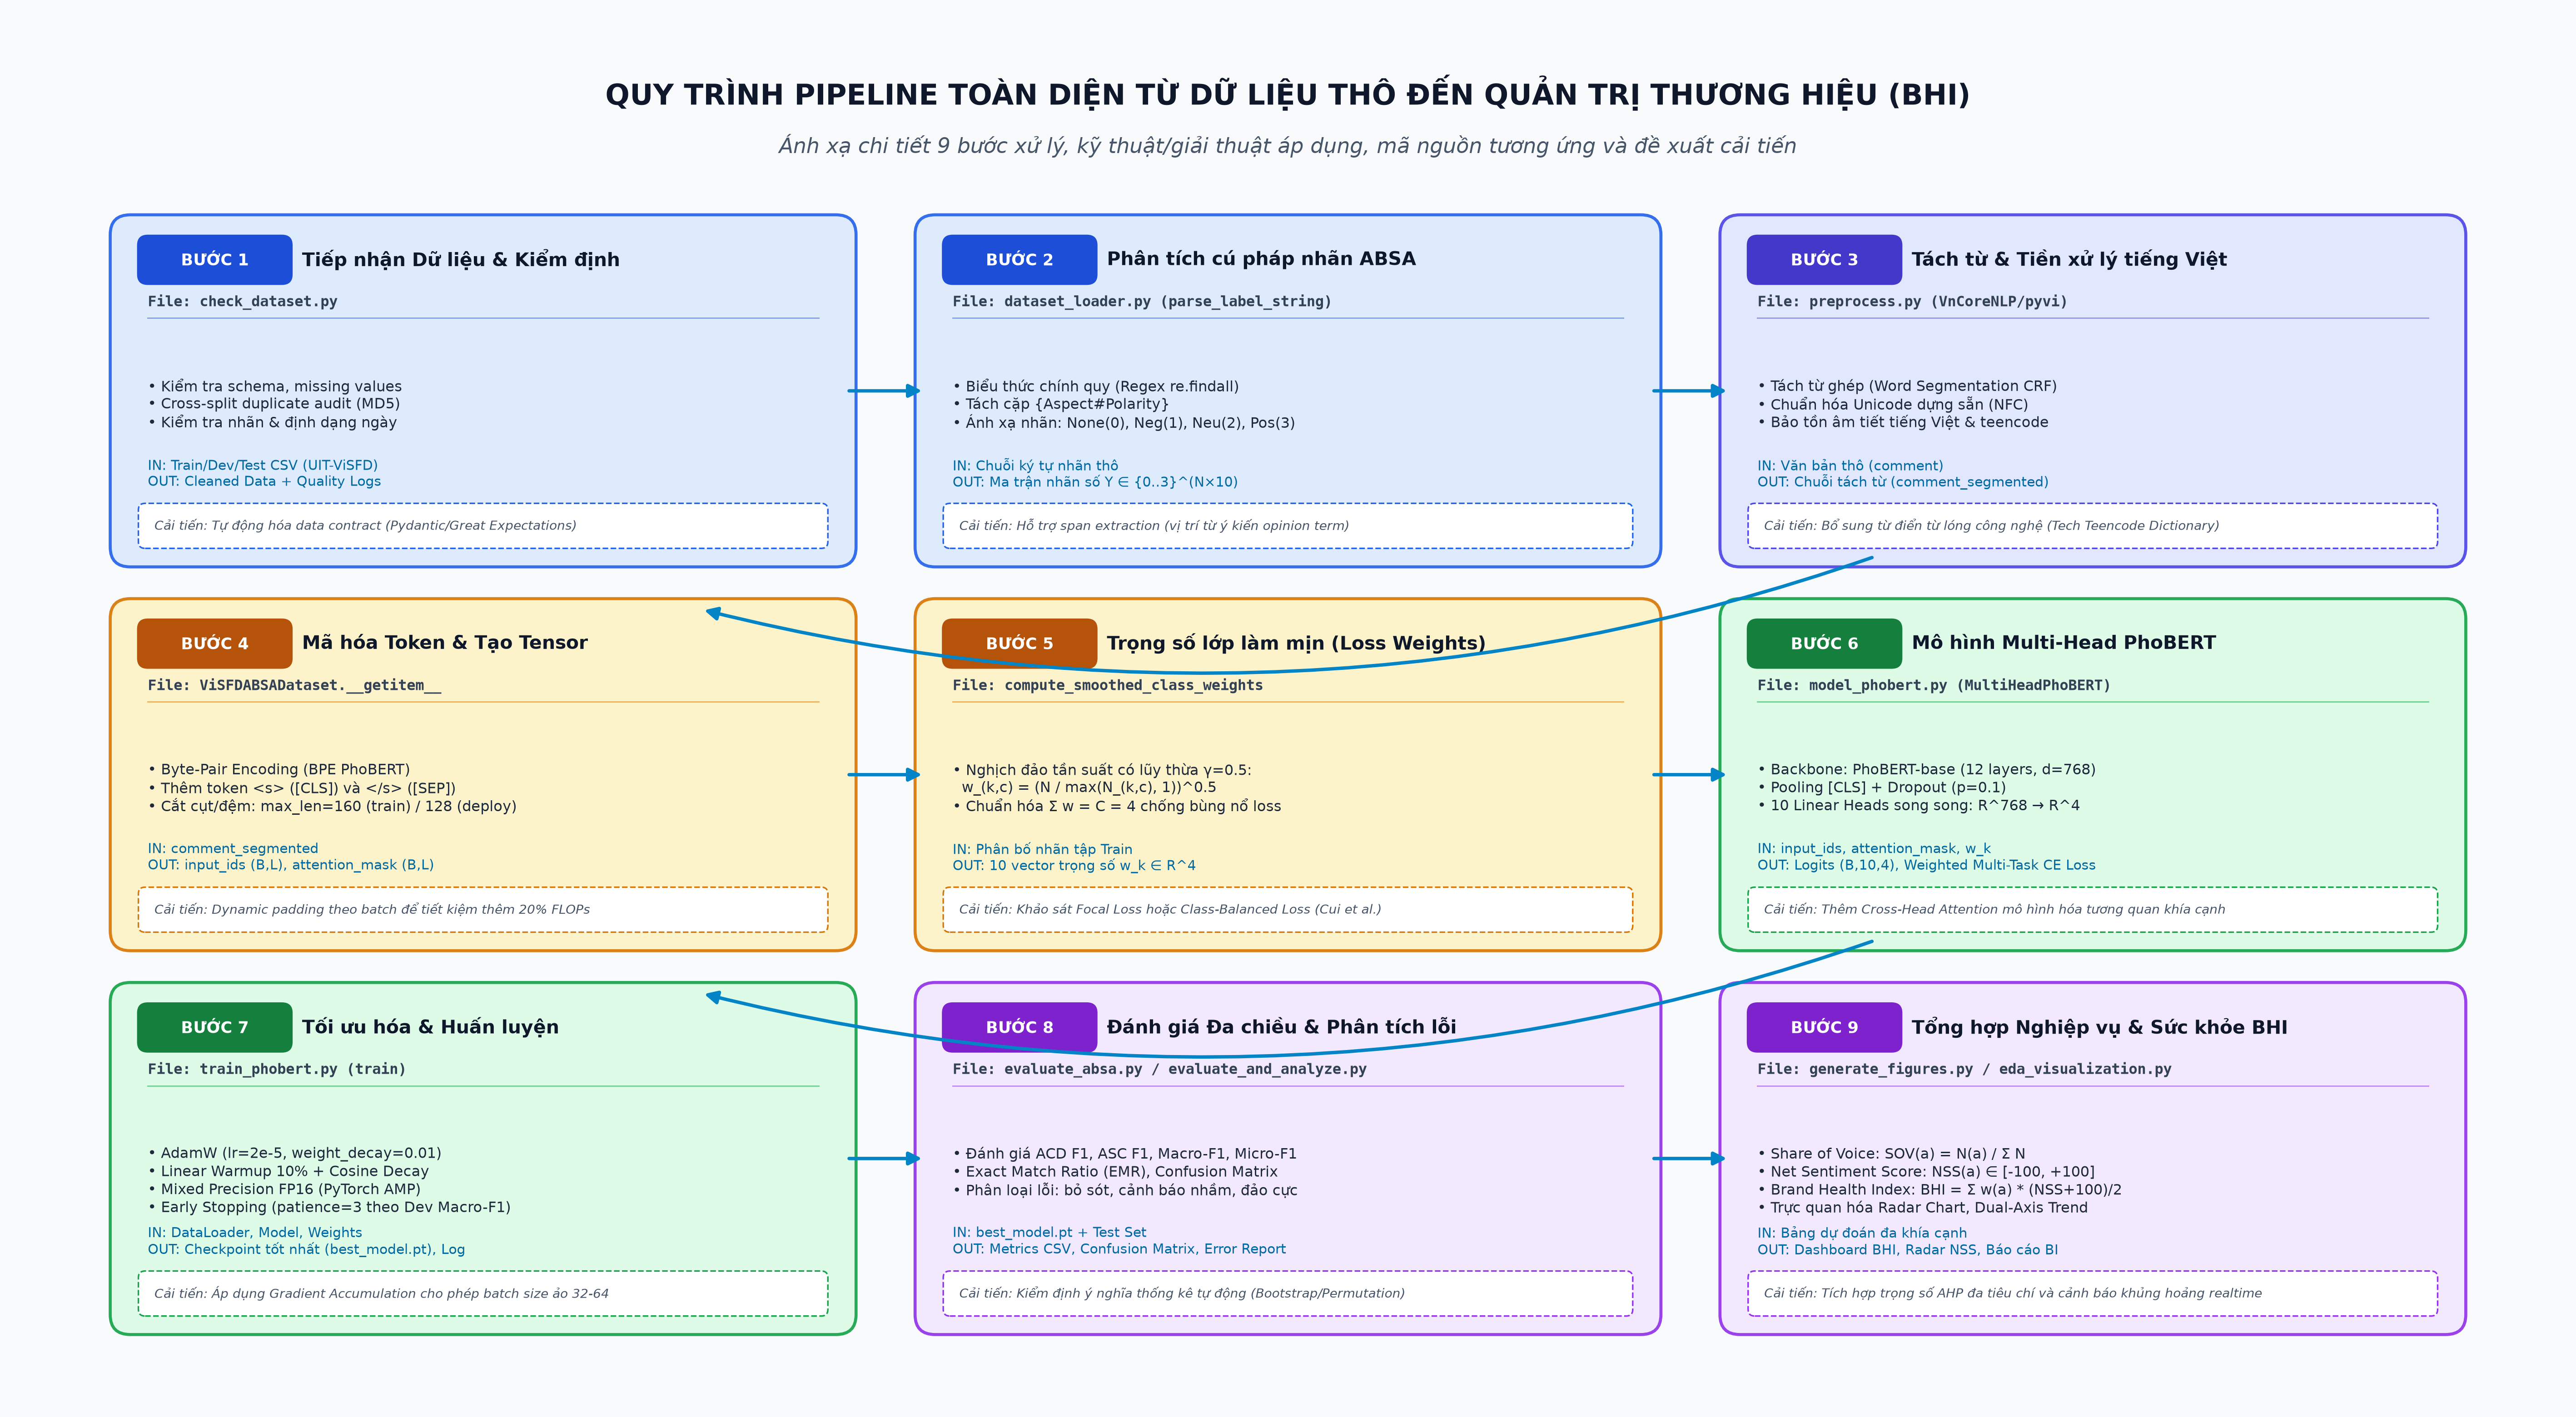 QUY TRÌNH PIPELINE TOÀN DIỆN TỪ DỮ LIỆU THÔ ĐẾN QUẢN TRỊ THƯƠNG HIỆU (BHI)
Ánh xạ chi tiết 9 bước xử lý, kỹ thuật/giải thuật áp dụng, mã nguồn tương ứng và đề xuất cải tiến
BƯỚC 1
Tiếp nhận Dữ liệu & Kiểm định
File: check_dataset.py
• Kiểm tra schema, missing values
• Cross-split duplicate audit (MD5)
• Kiểm tra nhãn & định dạng ngày
IN: Train/Dev/Test CSV (UIT-ViSFD)
OUT: Cleaned Data + Quality Logs
Cải tiến: Tự động hóa data contract (Pydantic/Great Expectations)
BƯỚC 2
Phân tích cú pháp nhãn ABSA
File: dataset_loader.py (parse_label_string)
• Biểu thức chính quy (Regex re.findall)
• Tách cặp {Aspect#Polarity}
• Ánh xạ nhãn: None(0), Neg(1), Neu(2), Pos(3)
IN: Chuỗi ký tự nhãn thô
OUT: Ma trận nhãn số Y ∈ {0..3}^(N×10)
Cải tiến: Hỗ trợ span extraction (vị trí từ ý kiến opinion term)
BƯỚC 3
Tách từ & Tiền xử lý tiếng Việt
File: preprocess.py (VnCoreNLP/pyvi)
• Tách từ ghép (Word Segmentation CRF)
• Chuẩn hóa Unicode dựng sẵn (NFC)
• Bảo tồn âm tiết tiếng Việt & teencode
IN: Văn bản thô (comment)
OUT: Chuỗi tách từ (comment_segmented)
Cải tiến: Bổ sung từ điển từ lóng công nghệ (Tech Teencode Dictionary)
BƯỚC 4
Mã hóa Token & Tạo Tensor
File: ViSFDABSADataset.__getitem__
• Byte-Pair Encoding (BPE PhoBERT)
• Thêm token <s> ([CLS]) và </s> ([SEP])
• Cắt cụt/đệm: max_len=160 (train) / 128 (deploy)
IN: comment_segmented
OUT: input_ids (B,L), attention_mask (B,L)
Cải tiến: Dynamic padding theo batch để tiết kiệm thêm 20% FLOPs
BƯỚC 5
Trọng số lớp làm mịn (Loss Weights)
File: compute_smoothed_class_weights
• Nghịch đảo tần suất có lũy thừa γ=0.5:
w_(k,c) = (N / max(N_(k,c), 1))^0.5
• Chuẩn hóa Σ w = C = 4 chống bùng nổ loss
IN: Phân bố nhãn tập Train
OUT: 10 vector trọng số w_k ∈ R^4
Cải tiến: Khảo sát Focal Loss hoặc Class-Balanced Loss (Cui et al.)
BƯỚC 6
Mô hình Multi-Head PhoBERT
File: model_phobert.py (MultiHeadPhoBERT)
• Backbone: PhoBERT-base (12 layers, d=768)
• Pooling [CLS] + Dropout (p=0.1)
• 10 Linear Heads song song: R^768 → R^4
IN: input_ids, attention_mask, w_k
OUT: Logits (B,10,4), Weighted Multi-Task CE Loss
Cải tiến: Thêm Cross-Head Attention mô hình hóa tương quan khía cạnh
BƯỚC 7
Tối ưu hóa & Huấn luyện
File: train_phobert.py (train)
• AdamW (lr=2e-5, weight_decay=0.01)
• Linear Warmup 10% + Cosine Decay
• Mixed Precision FP16 (PyTorch AMP)
• Early Stopping (patience=3 theo Dev Macro-F1)
IN: DataLoader, Model, Weights
OUT: Checkpoint tốt nhất (best_model.pt), Log
Cải tiến: Áp dụng Gradient Accumulation cho phép batch size ảo 32-64
BƯỚC 8
Đánh giá Đa chiều & Phân tích lỗi
File: evaluate_absa.py / evaluate_and_analyze.py
• Đánh giá ACD F1, ASC F1, Macro-F1, Micro-F1
• Exact Match Ratio (EMR), Confusion Matrix
• Phân loại lỗi: bỏ sót, cảnh báo nhầm, đảo cực
IN: best_model.pt + Test Set
OUT: Metrics CSV, Confusion Matrix, Error Report
Cải tiến: Kiểm định ý nghĩa thống kê tự động (Bootstrap/Permutation)
BƯỚC 9
Tổng hợp Nghiệp vụ & Sức khỏe BHI
File: generate_figures.py / eda_visualization.py
• Share of Voice: SOV(a) = N(a) / Σ N
• Net Sentiment Score: NSS(a) ∈ [-100, +100]
• Brand Health Index: BHI = Σ w(a) * (NSS+100)/2
• Trực quan hóa Radar Chart, Dual-Axis Trend
IN: Bảng dự đoán đa khía cạnh
OUT: Dashboard BHI, Radar NSS, Báo cáo BI
Cải tiến: Tích hợp trọng số AHP đa tiêu chí và cảnh báo khủng hoảng realtime